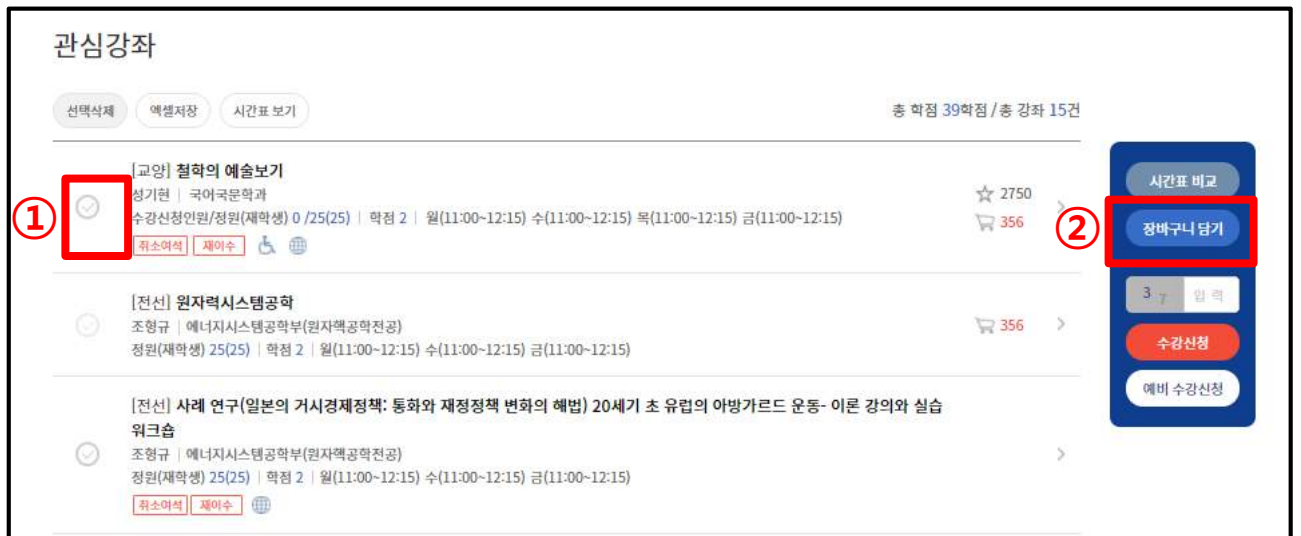 관심강좌
선택삭제 엑셀저장 시간표 보기
총 학점 39학점 / 총 강좌 15건
①
[교양] 철학의 예술보기
성기현 | 국어국문학과
수강신청인원/정원(재학생) 0 /25(25) | 학점 2 | 월(11:00~12:15) 수(11:00~12:15) 목(11:00~12:15) 금(11:00~12:15)
취소여석 재이수
2750
356
[전선] 원자력시스템공학
조형규 | 에너지시스템공학부(원자핵공학전공)
정원(재학생) 25(25) | 학점 2 | 월(11:00~12:15) 수(11:00~12:15) 금(11:00~12:15)
356
[전선] 사례 연구(일본의 거시경제정책: 통화와 재정정책 변화의 해법) 20세기 초 유럽의 아방가르드 운동- 이론 강의와 실습
워크숍
조형규 | 에너지시스템공학부(원자핵공학전공)
정원(재학생) 25(25) | 학점 2 | 월(11:00~12:15) 수(11:00~12:15) 금(11:00~12:15)
취소여석 재이수
시간표 비교
②
장바구니 담기
3 7 입력
수강신청
예비 수강신청